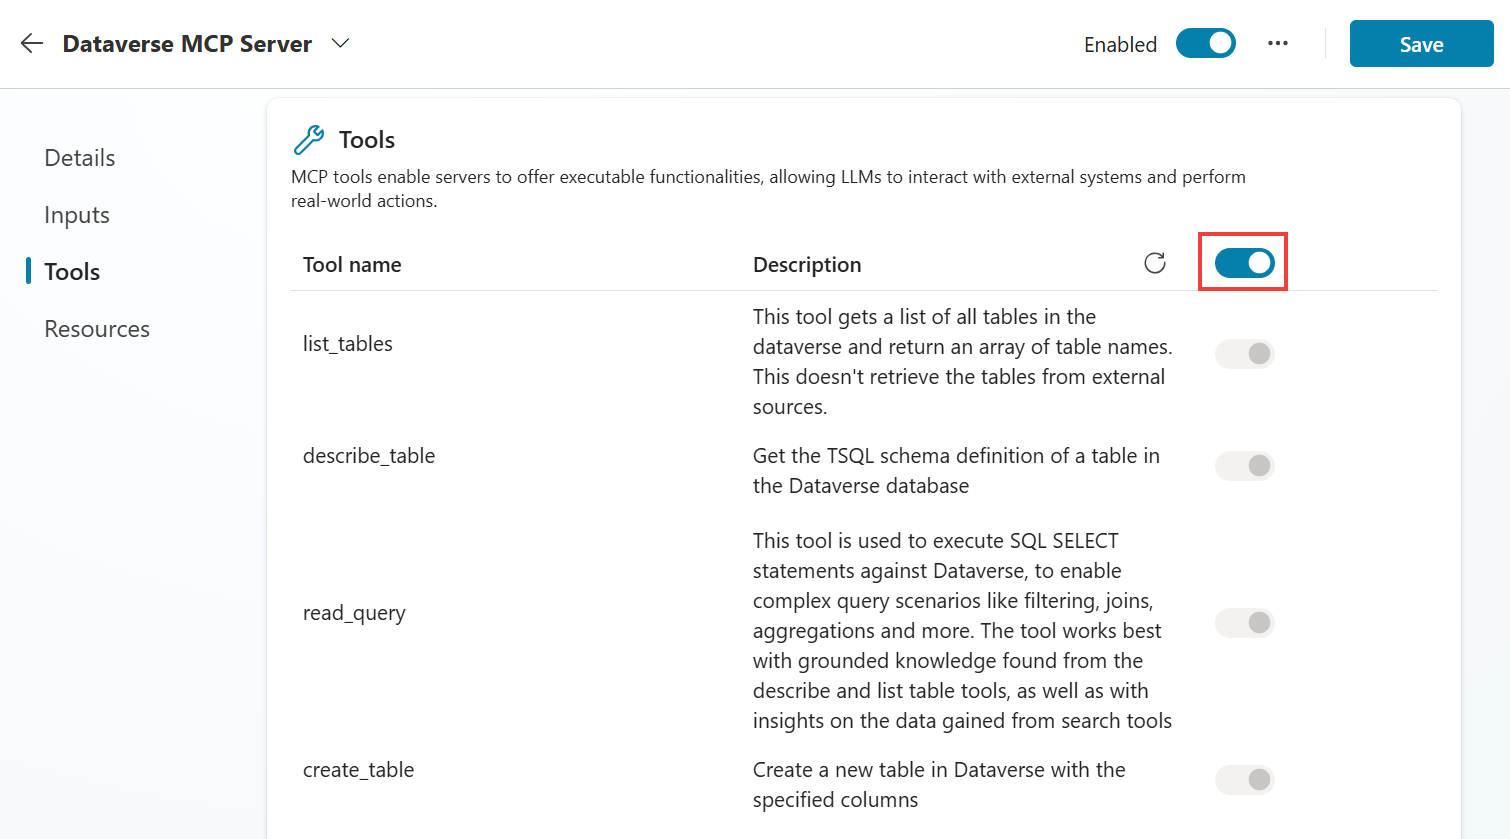 Dataverse MCP Server
Enabled
Save
Details
Inputs
Tools
Resources
Tools
MCP tools enable servers to offer executable functionalities, allowing LLMs to interact with external systems and perform
real-world actions.
Tool name
Description
list_tables
This tool gets a list of all tables in the
dataverse and return an array of table names.
This doesn't retrieve the tables from external
sources.
describe_table
Get the TSQL schema definition of a table in
the Dataverse database
read_query
This tool is used to execute SQL SELECT
statements against Dataverse, to enable
complex query scenarios like filtering, joins,
aggregations and more. The tool works best
with grounded knowledge found from the
describe and list table tools, as well as with
insights on the data gained from search tools
create_table
Create a new table in Dataverse with the
specified columns